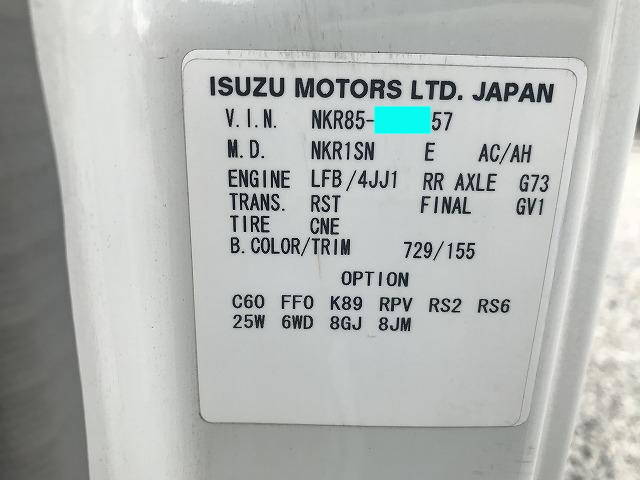 ISUZU MOTORS LTD. JAPAN
V.I.N. NKR85- 57
M.D. NKR1SN E AC/AH
ENGINE LFB/4JJ1 RR AXLE G73
TRANS. RST FINAL GV1
TIRE CNE
B.COLOR/TRIM 729/155
OPTION
C60 FF0 K89 RPV RS2 RS6
25W 6WD 8GJ 8JM